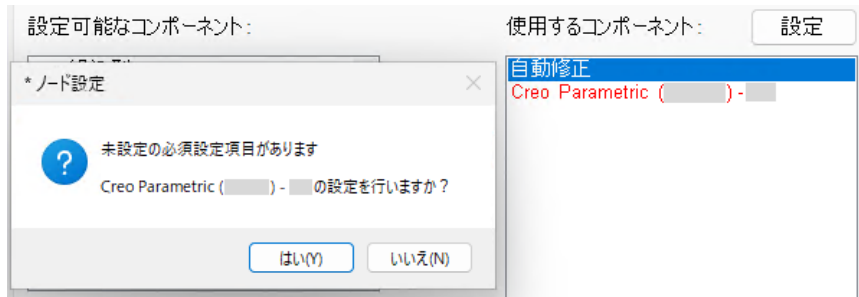 設定可能なコンポーネント:
使用するコンポーネント:
設定
*ノード設定
自動修正
Creo Parametric ( ) -
未設定の必須設定項目があります
Creo Parametric ( ) - の設定を行いますか？
はい(Y)
いいえ(N)